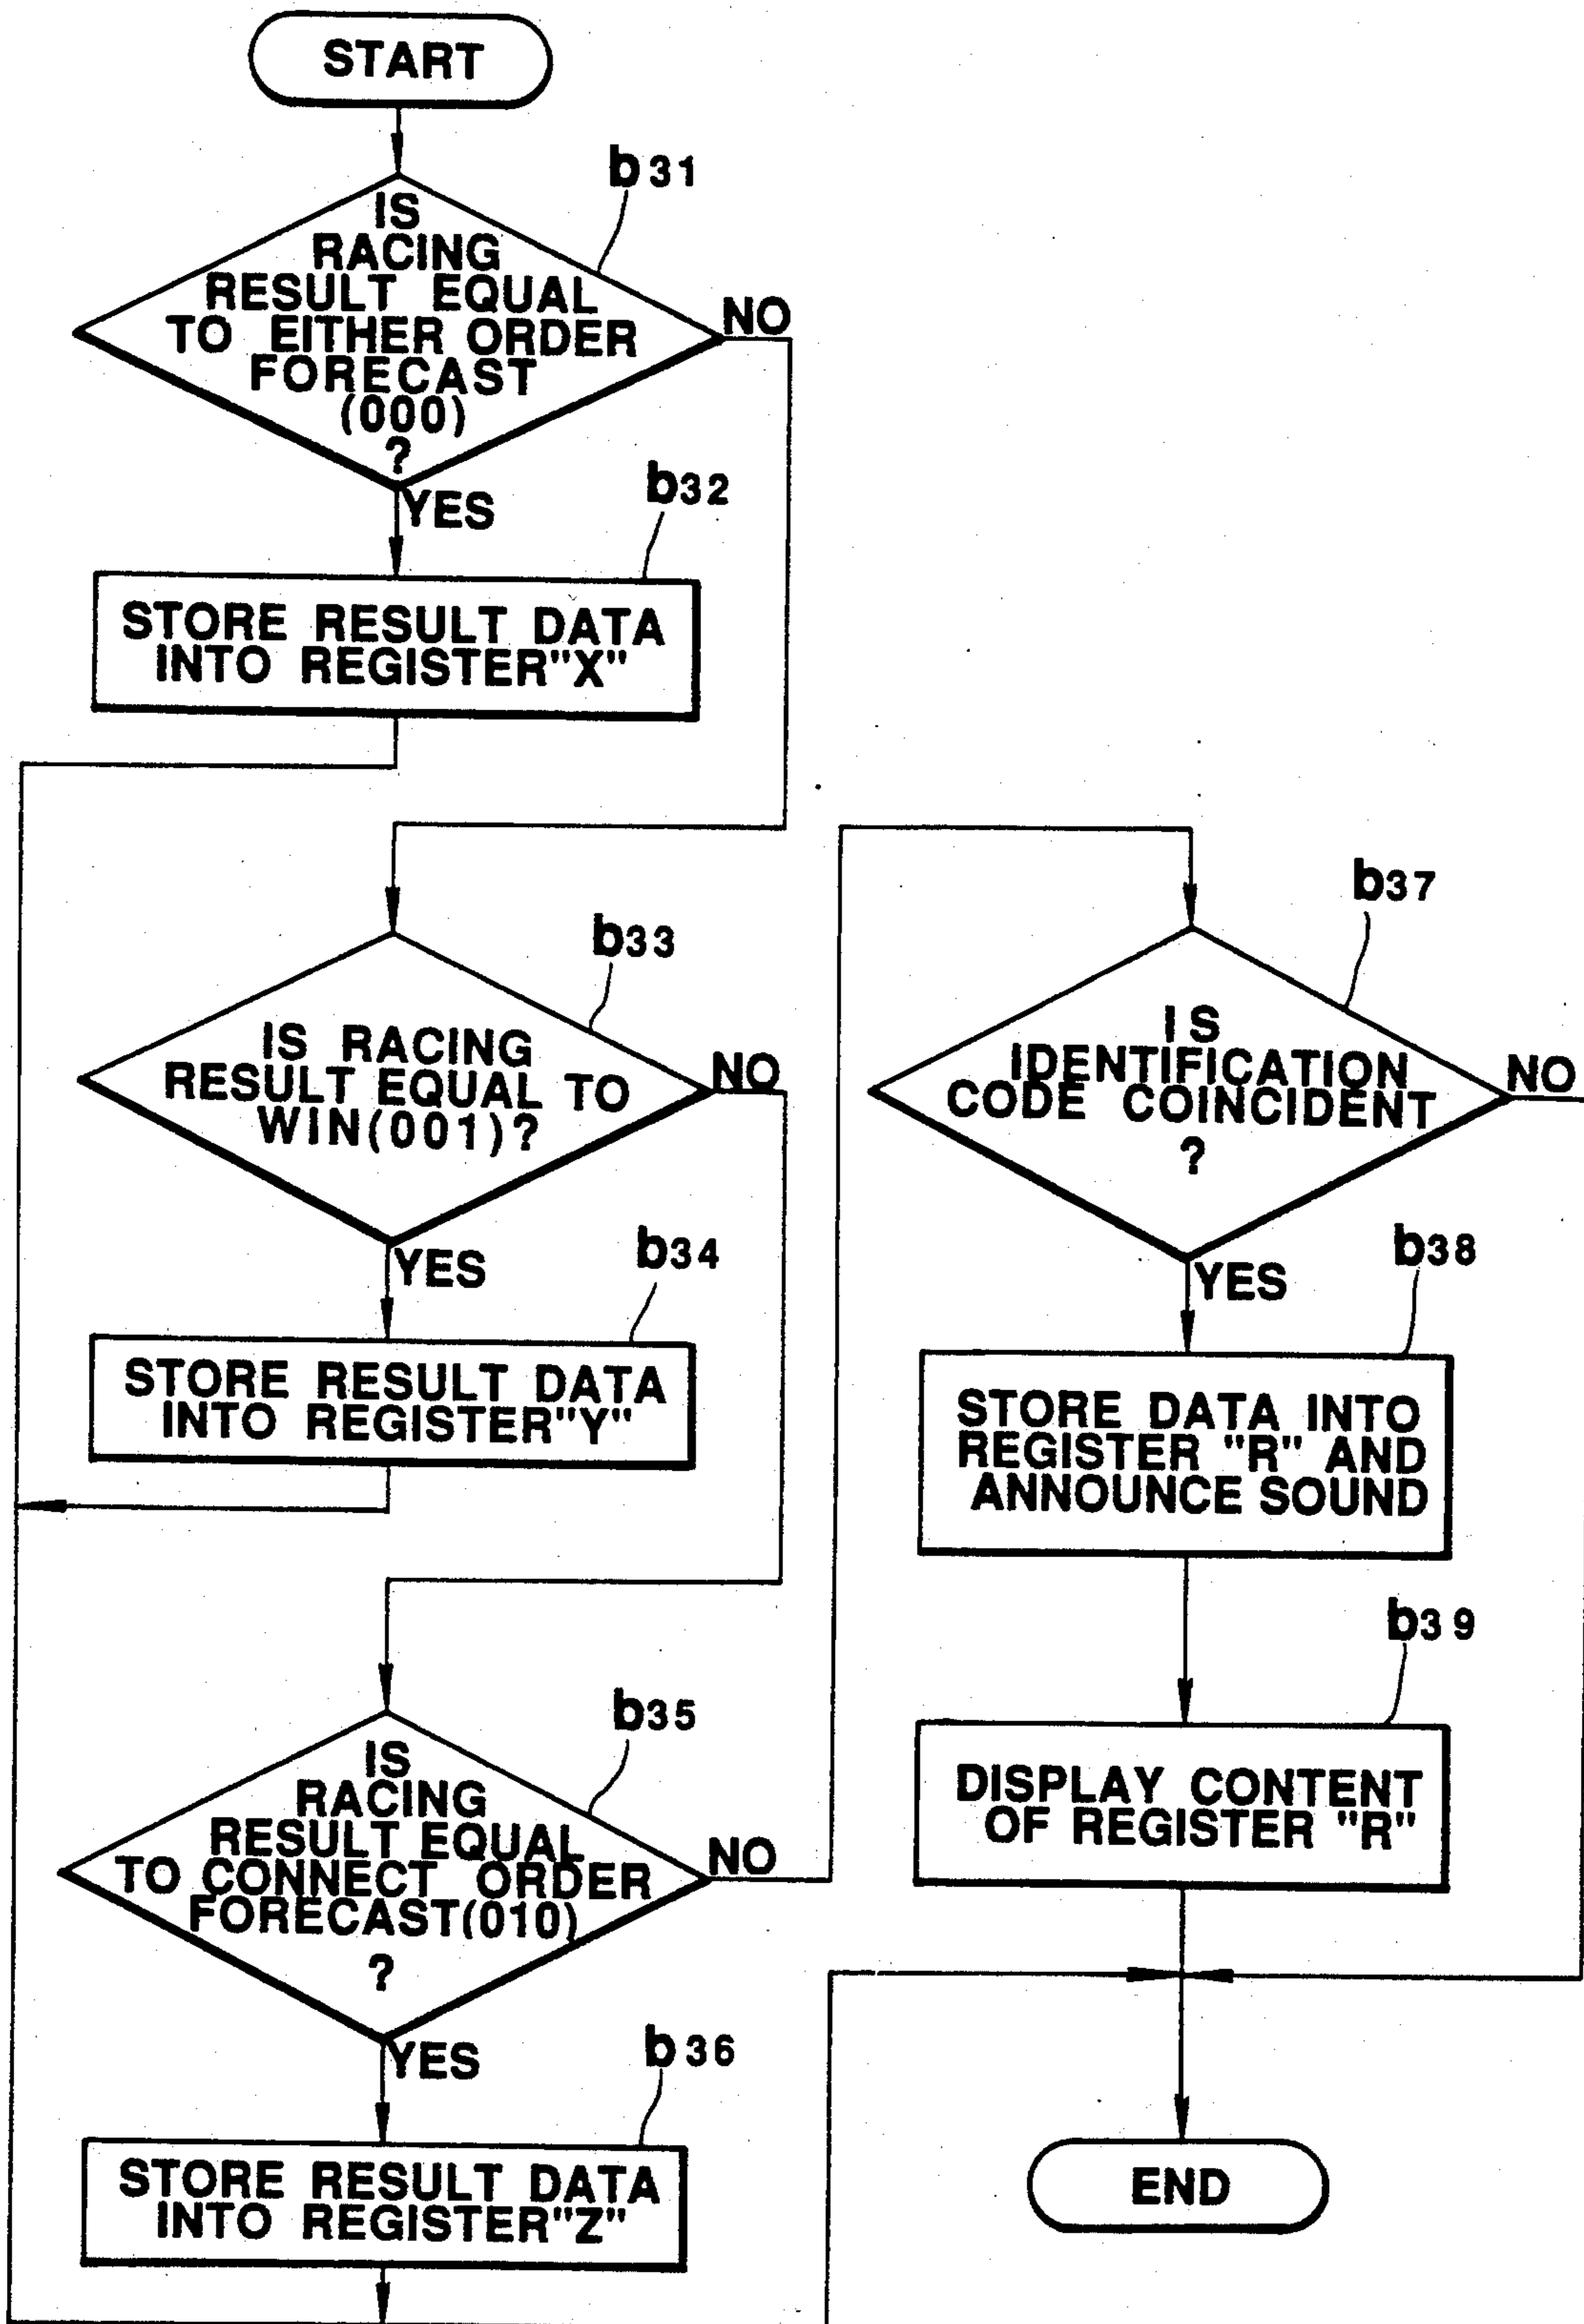 START
b31
IS
RACING
RESULT EQUAL
TO EITHER ORDER
FORECAST
(000)
?
NO
YES
b32
STORE RESULT DATA
INTO REGISTER"X"
b33
IS RACING
RESULT EQUAL TO
WIN(001)?
NO
YES
b34
STORE RESULT DATA
INTO REGISTER"Y"
b35
IS
RACING
RESULT EQUAL
TO CONNECT ORDER
FORECAST(010)
?
NO
YES
b36
STORE RESULT DATA
INTO REGISTER"Z"
b37
IS
IDENTIFICATION
CODE COINCIDENT
?
NO
YES
b38
STORE DATA INTO
REGISTER "R" AND
ANNOUNCE SOUND
b39
DISPLAY CONTENT
OF REGISTER "R"
END